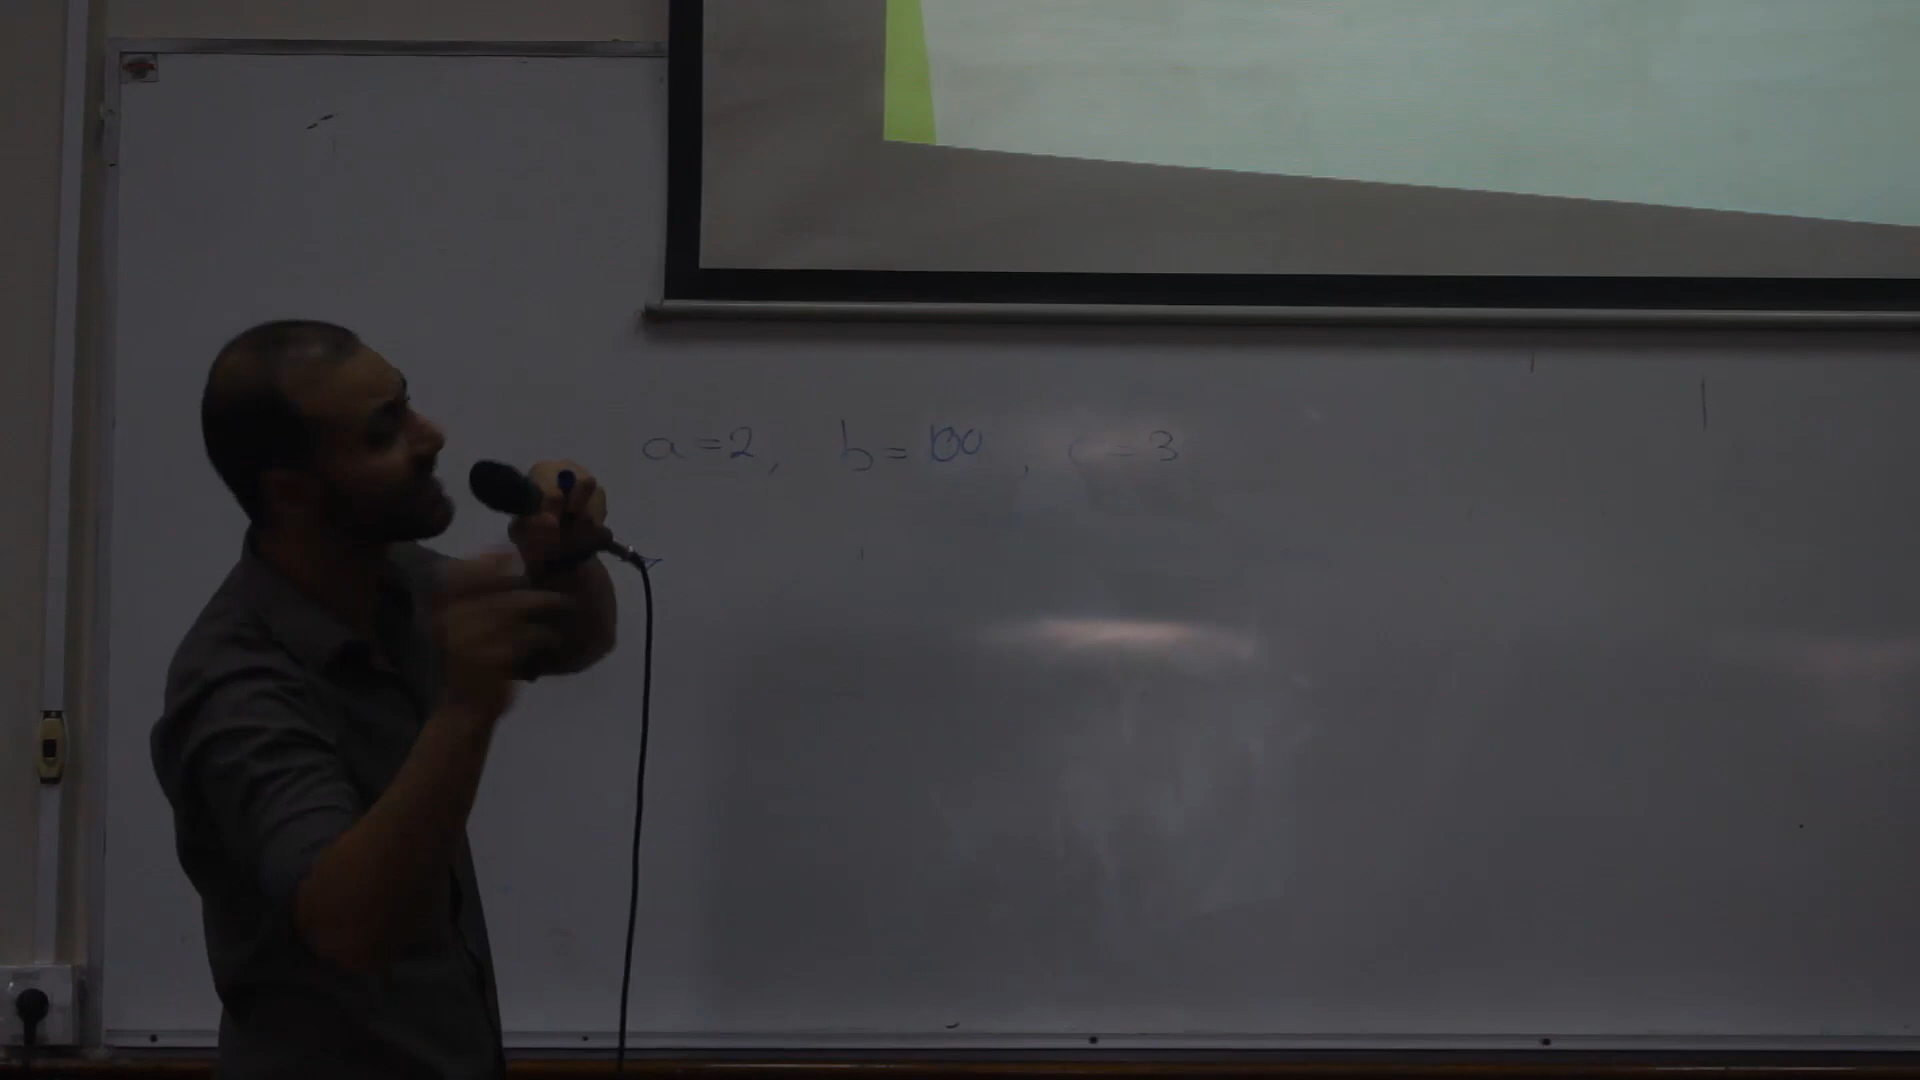 a=2, b=100, c=3